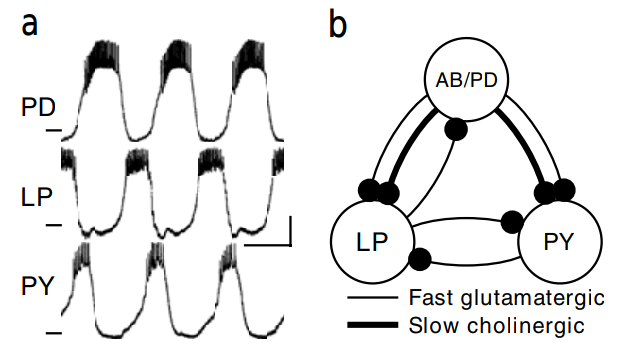 a
PD
LP
PY
b
AB/PD
LP
PY
Fast glutamatergic
Slow cholinergic